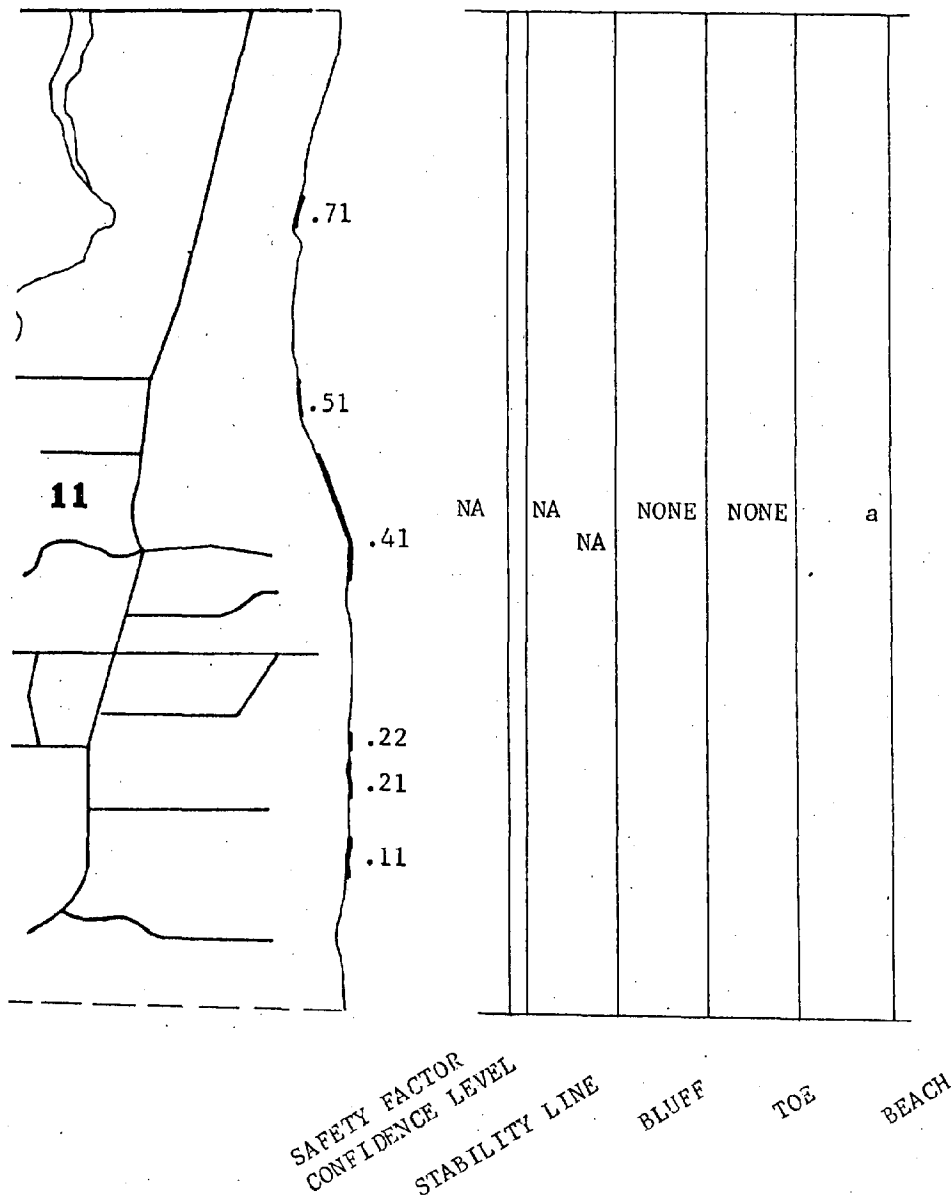 .71
.51
11
NA NA NONE NONE a
.41
NA
.22
.21
.11
SAFETY FACTOR
CONFIDENCE LEVEL
STABILITY LINE
BLUFF
TOE
BEACH